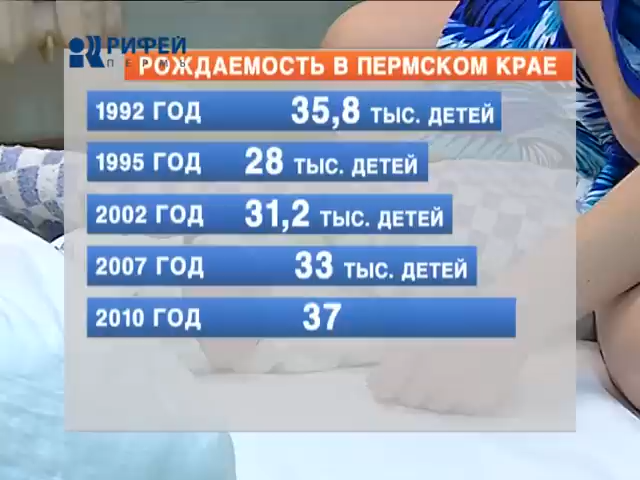 РИФЕЙ
ПЕРМЬ
РОЖДАЕМОСТЬ В ПЕРМСКОМ КРАЕ
1992 ГОД 35,8 ТЫС. ДЕТЕЙ
1995 ГОД 28 ТЫС. ДЕТЕЙ
2002 ГОД 31,2 ТЫС. ДЕТЕЙ
2007 ГОД 33 ТЫС. ДЕТЕЙ
2010 ГОД 37